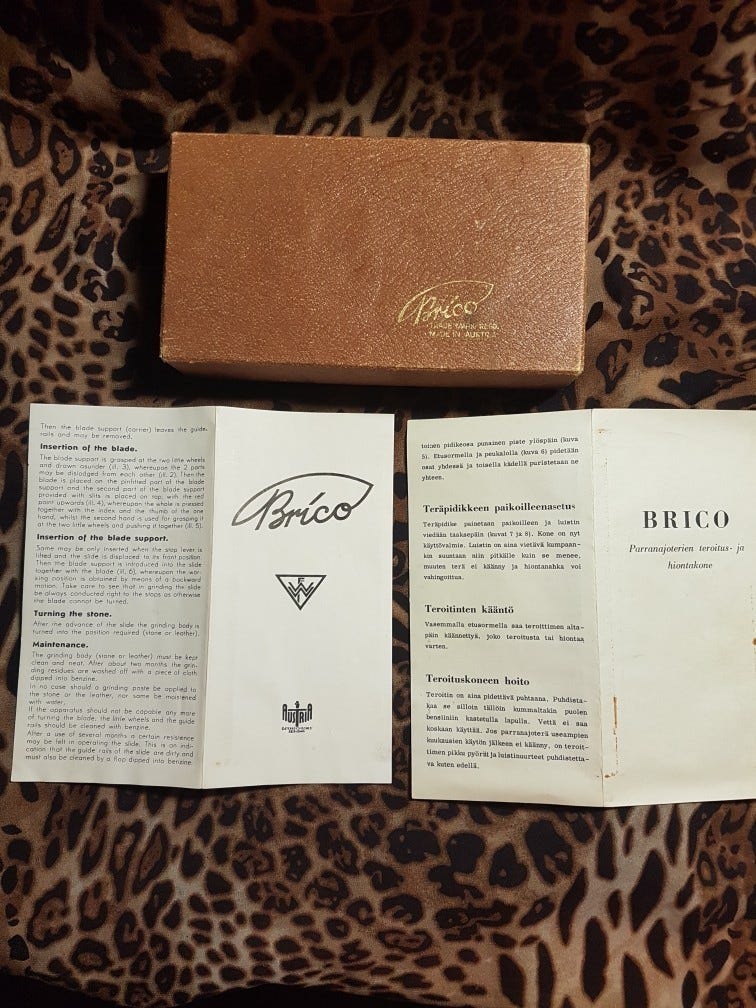 Brico
TRADE MARK REGD.
MADE IN AUSTRIA
Then the blade support (carrier) leaves the guide-
rails and may be removed.
Insertion of the blade.
The blade support is grasped at the two little wheels
and drawn asunder (ill. 3), whereupon the 2 parts
may be dislodged from each other (ill. 2). Then the
blade is placed on the pinfitted part of the blade
support and the second part of the blade support
provided with slits is placed on top, with the red
point upwards (ill. 4), whereupon the whole is pressed
together with the index and the thumb of the one
hand, whilst the second hand is used for grasping it
at the two little wheels and pushing it together (ill. 5).
Insertion of the blade support.
Same may be only inserted when the stop lever is
lifted and the slide is displaced to its front position.
Then the blade support is introduced into the slide
together with the blade (ill. 6), whereupon the wor-
king position is obtained by means of a backward
motion. Take care to see that in grinding the slide
be always conducted right to the stops as otherwise
the blade cannot be turned.
Turning the stone.
After the advance of the slide the grinding body is
turned into the position required (stone or leather).
Maintenance.
The grinding body (stone or leather) must be kept
clean and neat. After about two months the grin-
ding residues are washed off with a piece of cloth
dipped into benzine.
In no case should a grinding paste be applied to
the stone or the leather, nor same be moistened
with water.
If the apparatus should not be capable any more
of turning the blade, the little wheels and the guide
rails should be cleaned with benzine.
After a use of several months a certain resistence
may be felt in operating the slide. This is an indi-
cation that the guide rails of the slide are dirty and
must also be cleaned by a flap dipped into benzine.
Brico
FWW
AUSTRIA
toinen pidikeosa punainen piste ylöspäin (kuva
5). Etusormella ja peukalolla (kuva 6) pidetään
osat yhdessä ja toisella kädellä puristetaan ne
yhteen.
Teräpidikkeen paikoilleenasetus
Teräpidike painetaan paikoilleen ja luistin
viedään taaksepäin (kuvat 7 ja 8). Kone on nyt
käyttövalmis. Luistin on aina vietävä kumpaan-
kin suuntaan niin pitkälle kuin se menee,
muuten terä ei käänny ja hiontanahka voi
vahingoittua.
Teroitinten kääntö
Vasemmalla etusormella saa teroittimen alta-
päin käännettyä, joko teroitusta tai hiontaa
varten.
Teroituskoneen hoito
Teroitin on aina pidettävä puhtaana. Puhdista-
kaa se silloin tällöin kummaltakin puolen
bensiiniin kastetulla lapulla. Vettä ei saa
koskaan käyttää. Jos parranajoterä useampien
kuukausien käytön jälkeen ei käänny, on teroit-
timen pikku pyörät ja luistinuurteet puhdistetta-
va kuten edellä.
BRICO
Parranajoterien teroitus- ja
hiontakone